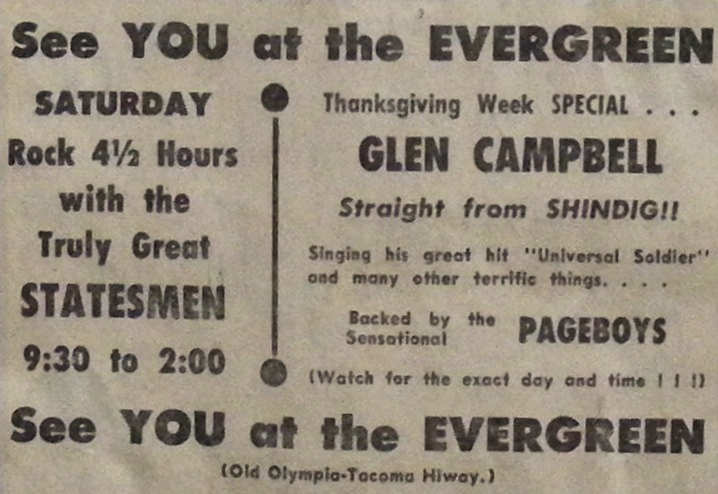 See YOU at the EVERGREEN
SATURDAY
Rock 4½ Hours
with the
Truly Great
STATESMEN
9:30 to 2:00
Thanksgiving Week SPECIAL . . .
GLEN CAMPBELL
Straight from SHINDIG!!
Singing his great hit "Universal Soldier"
and many other terrific things. . . .
Backed by the
Sensational PAGEBOYS
(Watch for the exact day and time ! ! !)
See YOU at the EVERGREEN
(Old Olympia-Tacoma Hiway.)